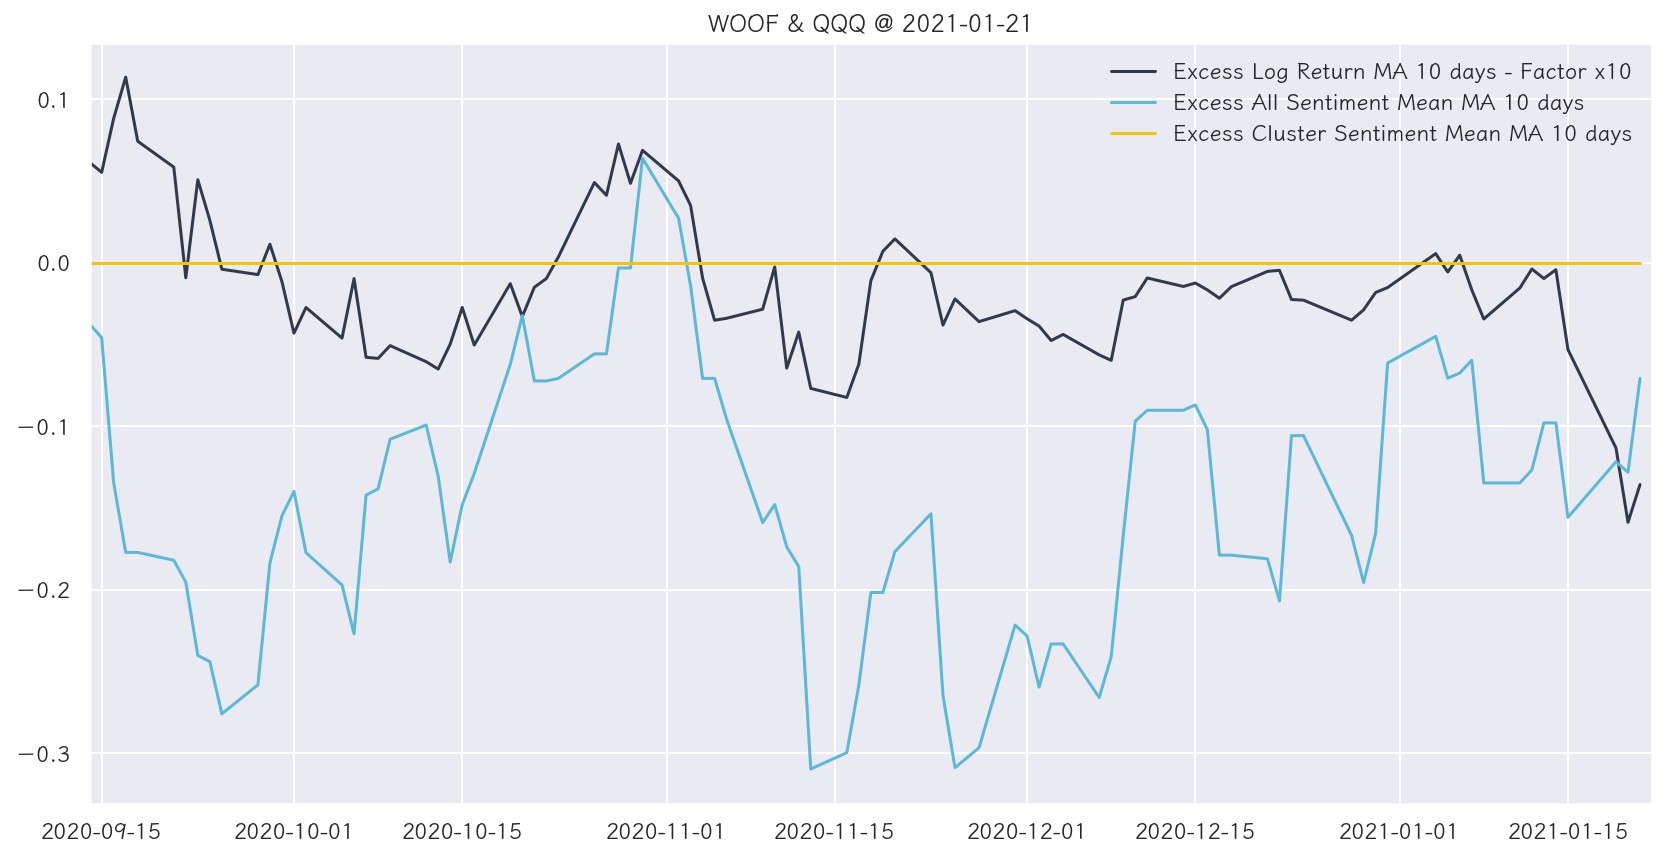 WOOF & QQQ @ 2021-01-21
Excess Log Return MA 10 days - Factor x10
Excess All Sentiment Mean MA 10 days
Excess Cluster Sentiment Mean MA 10 days
0.1
0.0
−0.1
−0.2
−0.3
2020-09-15 2020-10-01 2020-10-15 2020-11-01 2020-11-15 2020-12-01 2020-12-15 2021-01-01 2021-01-15